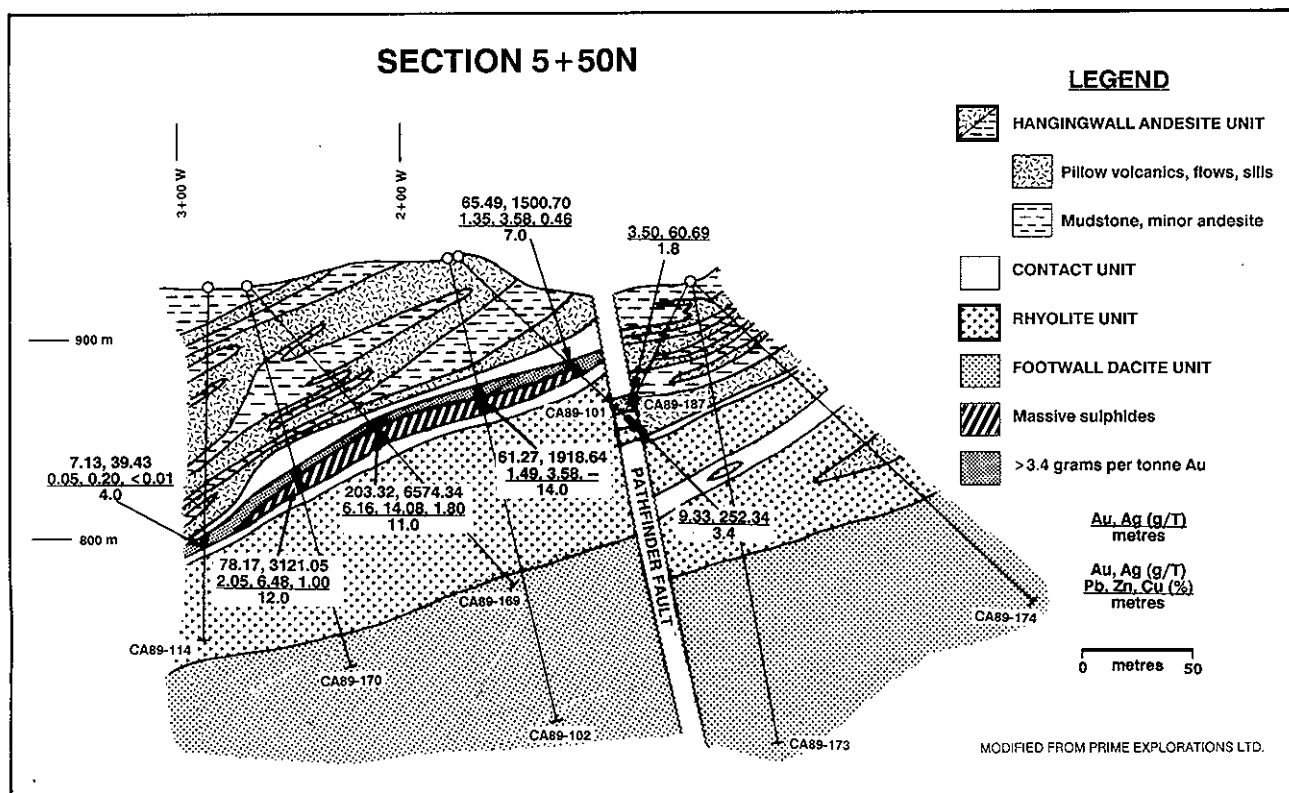 SECTION 5+50N
3+00 W
2+00 W
65.49, 1500.70
1.35, 3.58, 0.46
7.0
3.50, 60.69
1.8
900 m
800 m
7.13, 39.43
0.05, 0.20, <0.01
4.0
78.17, 3121.05
2.05, 6.48, 1.00
12.0
203.32, 6574.34
6.16, 14.08, 1.80
11.0
61.27, 1918.64
1.49, 3.58, –
14.0
9.33, 252.34
3.4
CA89-101
CA89-187
PATHFINDER FAULT
CA89-114
CA89-170
CA89-169
CA89-102
CA89-173
CA89-174
LEGEND
HANGINGWALL ANDESITE UNIT
Pillow volcanics, flows, sills
Mudstone, minor andesite
CONTACT UNIT
RHYOLITE UNIT
FOOTWALL DACITE UNIT
Massive sulphides
>3.4 grams per tonne Au
Au, Ag (g/T)
metres
Au, Ag (g/T)
Pb, Zn, Cu (%)
metres
0 metres 50
MODIFIED FROM PRIME EXPLORATIONS LTD.